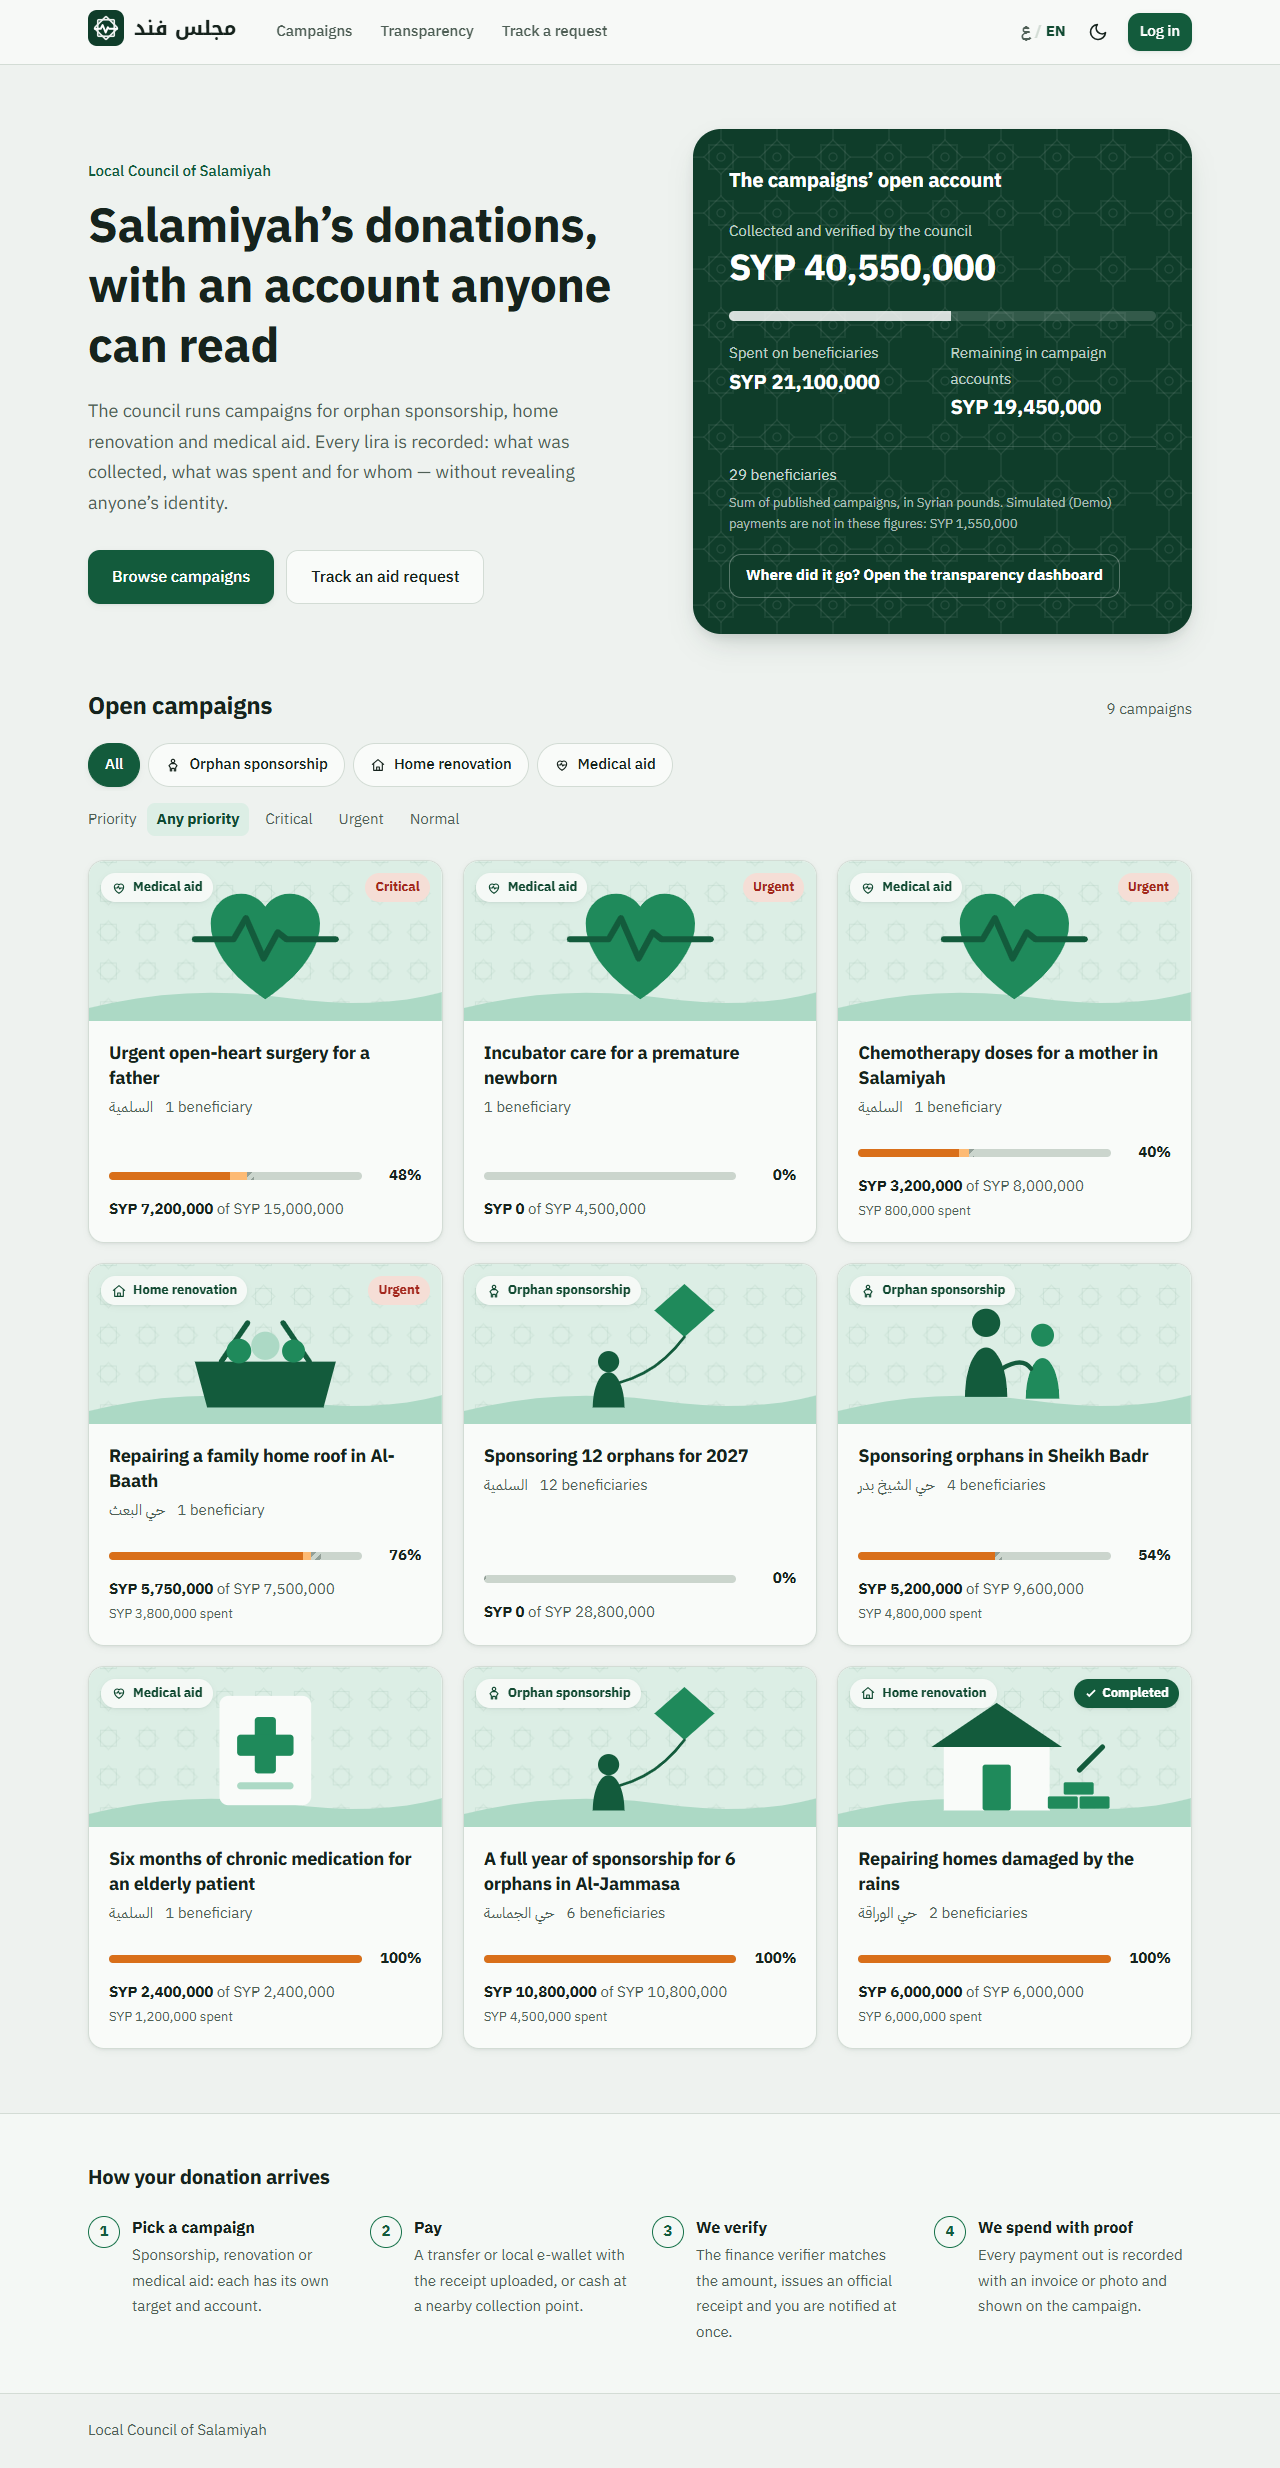 مجلس فند
Campaigns
Transparency
Track a request
ع / EN
Log in
Local Council of Salamiyah
Salamiyah’s donations,
with an account anyone
can read
The council runs campaigns for orphan sponsorship, home
renovation and medical aid. Every lira is recorded: what was
collected, what was spent and for whom — without revealing
anyone’s identity.
Browse campaigns
Track an aid request
The campaigns’ open account
Collected and verified by the council
SYP 40,550,000
Spent on beneficiaries
SYP 21,100,000
Remaining in campaign
accounts
SYP 19,450,000
29 beneficiaries
Sum of published campaigns, in Syrian pounds. Simulated (Demo)
payments are not in these figures: SYP 1,550,000
Where did it go? Open the transparency dashboard
Open campaigns
9 campaigns
All
Orphan sponsorship
Home renovation
Medical aid
Priority
Any priority
Critical
Urgent
Normal
Medical aid
Critical
Urgent open-heart surgery for a
father
السلمية 1 beneficiary
48%
SYP 7,200,000 of SYP 15,000,000
Medical aid
Urgent
Incubator care for a premature
newborn
1 beneficiary
0%
SYP 0 of SYP 4,500,000
Medical aid
Urgent
Chemotherapy doses for a mother in
Salamiyah
السلمية 1 beneficiary
40%
SYP 3,200,000 of SYP 8,000,000
SYP 800,000 spent
Home renovation
Urgent
Repairing a family home roof in Al-
Baath
حي البعث 1 beneficiary
76%
SYP 5,750,000 of SYP 7,500,000
SYP 3,800,000 spent
Orphan sponsorship
Sponsoring 12 orphans for 2027
السلمية 12 beneficiaries
0%
SYP 0 of SYP 28,800,000
Orphan sponsorship
Sponsoring orphans in Sheikh Badr
حي الشيخ بدر 4 beneficiaries
54%
SYP 5,200,000 of SYP 9,600,000
SYP 4,800,000 spent
Medical aid
Six months of chronic medication for
an elderly patient
السلمية 1 beneficiary
100%
SYP 2,400,000 of SYP 2,400,000
SYP 1,200,000 spent
Orphan sponsorship
A full year of sponsorship for 6
orphans in Al-Jammasa
حي الجماسة 6 beneficiaries
100%
SYP 10,800,000 of SYP 10,800,000
SYP 4,500,000 spent
Home renovation
Completed
Repairing homes damaged by the
rains
حي الوراقة 2 beneficiaries
100%
SYP 6,000,000 of SYP 6,000,000
SYP 6,000,000 spent
How your donation arrives
1
Pick a campaign
Sponsorship, renovation or
medical aid: each has its own
target and account.
2
Pay
A transfer or local e-wallet with
the receipt uploaded, or cash at
a nearby collection point.
3
We verify
The finance verifier matches
the amount, issues an official
receipt and you are notified at
once.
4
We spend with proof
Every payment out is recorded
with an invoice or photo and
shown on the campaign.
Local Council of Salamiyah